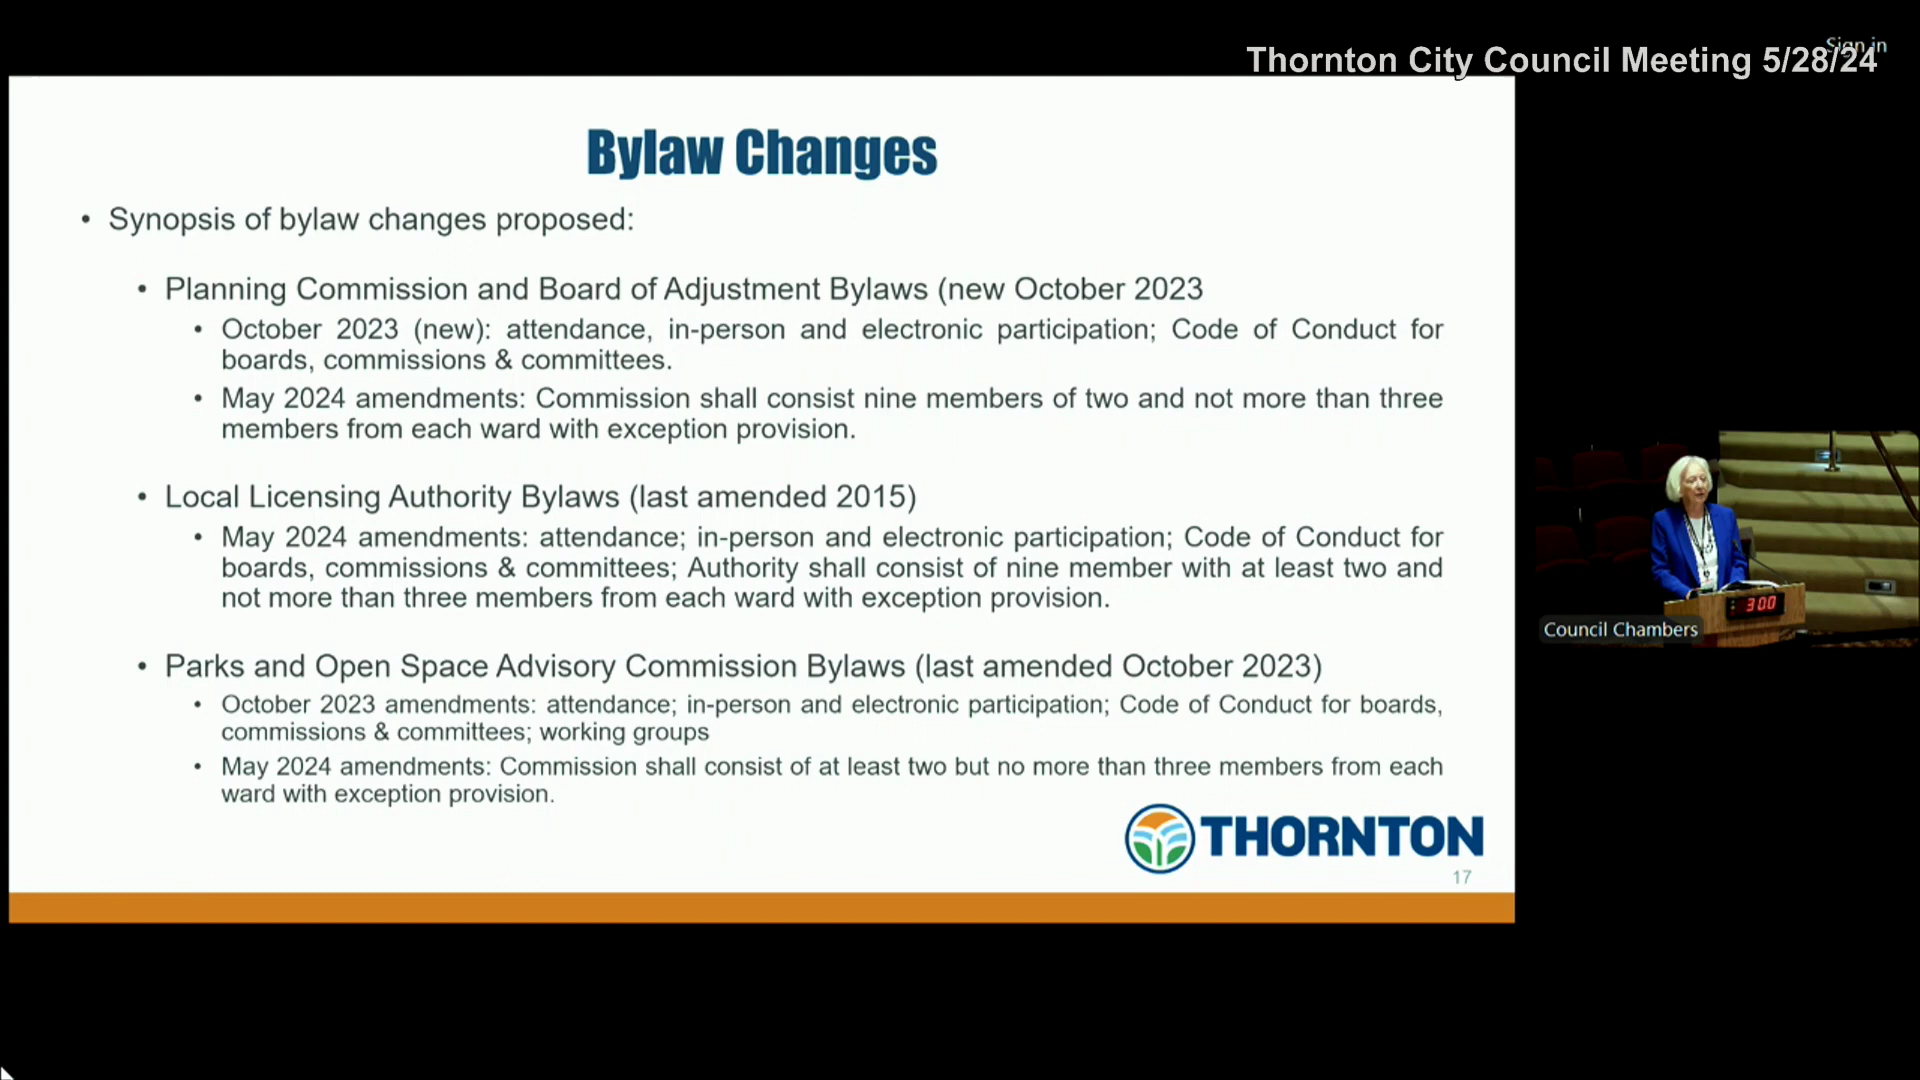 Sign in
Thornton City Council Meeting 5/28/24
Bylaw Changes
• Synopsis of bylaw changes proposed:
• Planning Commission and Board of Adjustment Bylaws (new October 2023
• October 2023 (new): attendance, in-person and electronic participation; Code of Conduct for
boards, commissions & committees.
• May 2024 amendments: Commission shall consist nine members of two and not more than three
members from each ward with exception provision.
• Local Licensing Authority Bylaws (last amended 2015)
• May 2024 amendments: attendance; in-person and electronic participation; Code of Conduct for
boards, commissions & committees; Authority shall consist of nine member with at least two and
not more than three members from each ward with exception provision.
• Parks and Open Space Advisory Commission Bylaws (last amended October 2023)
• October 2023 amendments: attendance; in-person and electronic participation; Code of Conduct for boards,
commissions & committees; working groups
• May 2024 amendments: Commission shall consist of at least two but no more than three members from each
ward with exception provision.
THORNTON
17
300
Council Chambers